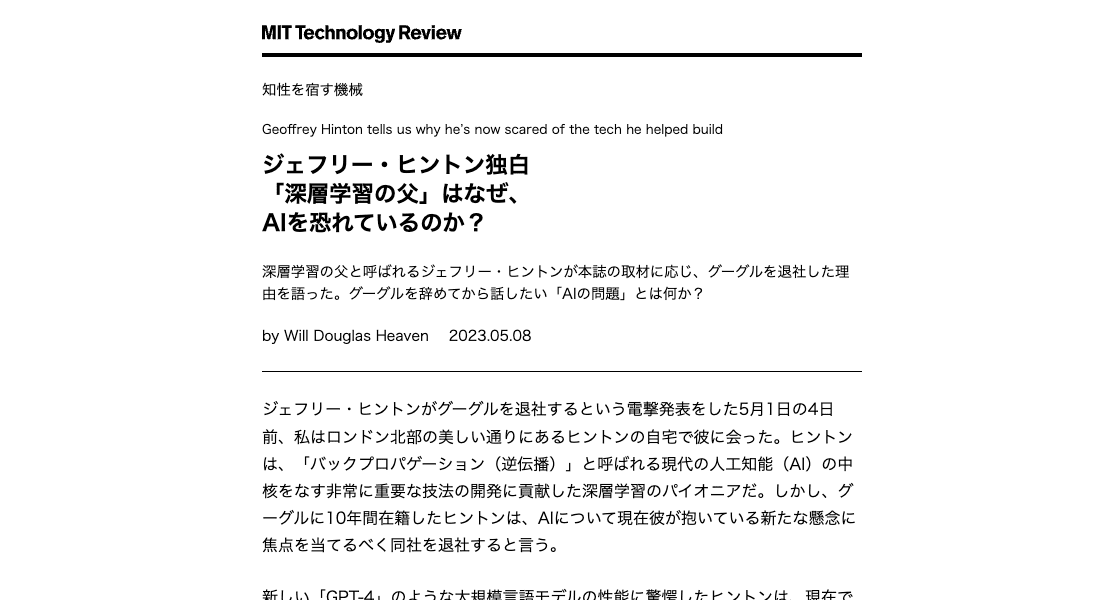 MIT Technology Review
知性を宿す機械
Geoffrey Hinton tells us why he's now scared of the tech he helped build
ジェフリー・ヒントン独白
「深層学習の父」はなぜ、
AIを恐れているのか？
深層学習の父と呼ばれるジェフリー・ヒントンが本誌の取材に応じ、グーグルを退社した理
由を語った。グーグルを辞めてから話したい「AIの問題」とは何か？
by Will Douglas Heaven 2023.05.08
ジェフリー・ヒントンがグーグルを退社するという電撃発表をした5月1日の4日
前、私はロンドン北部の美しい通りにあるヒントンの自宅で彼に会った。ヒントン
は、「バックプロパゲーション（逆伝播）」と呼ばれる現代の人工知能（AI）の中
核をなす非常に重要な技法の開発に貢献した深層学習のパイオニアだ。しかし、グ
ーグルに10年間在籍したヒントンは、AIについて現在彼が抱いている新たな懸念に
焦点を当てるべく同社を退社すると言う。
新しい「GPT-4」のような大規模言語モデルの性能に驚愕したヒントンは、現在で